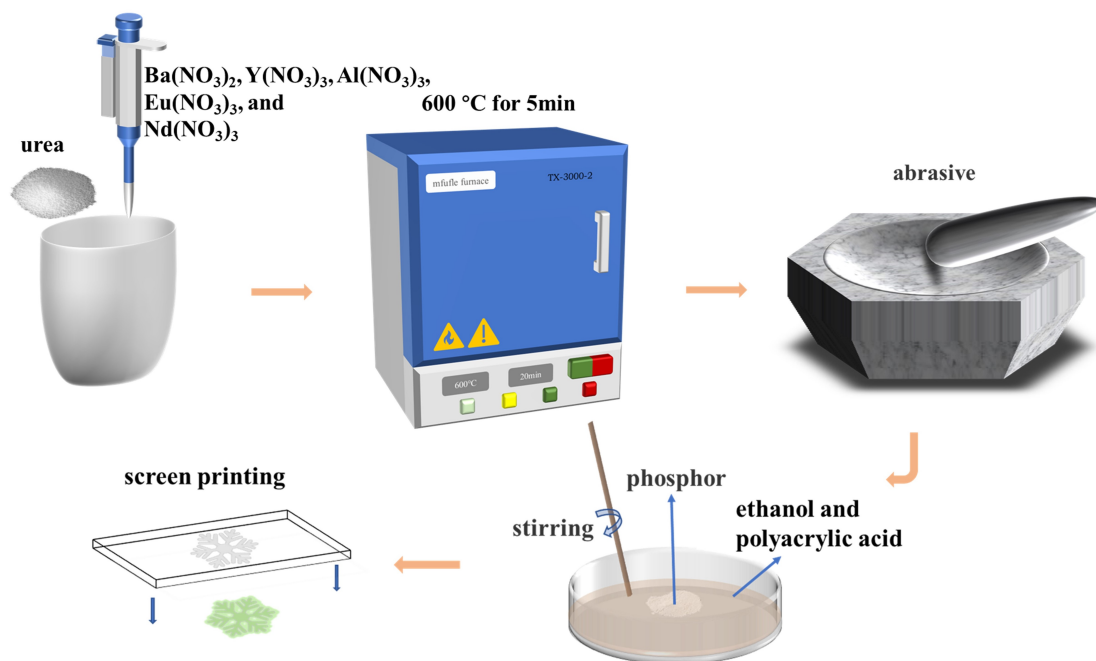 Ba(NO₃)₂, Y(NO₃)₃, Al(NO₃)₃,
Eu(NO₃)₃, and
Nd(NO₃)₃
urea
600 °C for 5min
mfufle furnace
TX-3000-2
600°C
20min
abrasive
screen printing
stirring
phosphor
ethanol and
polyacrylic acid